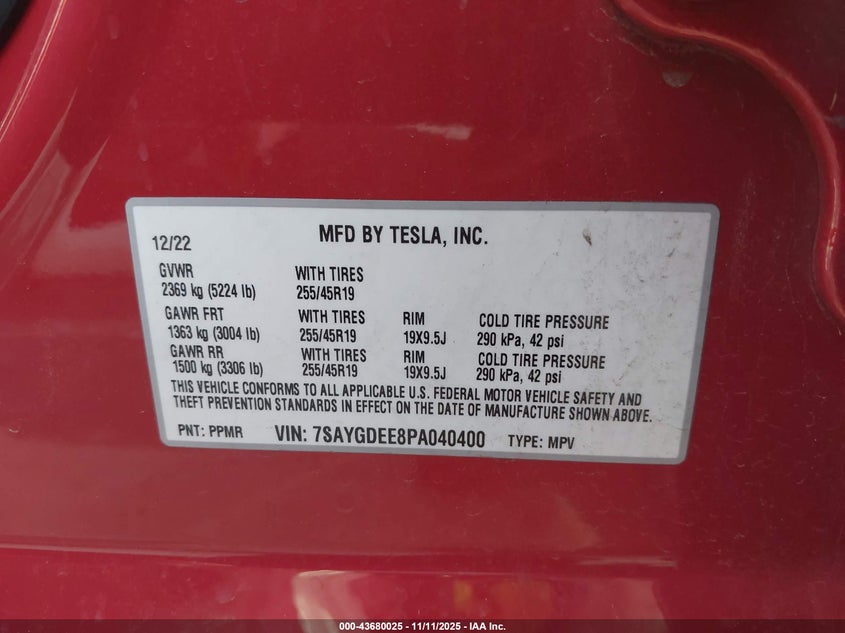 12/22 MFD BY TESLA, INC.
GVWR WITH TIRES
2369 kg (5224 lb) 255/45R19
GAWR FRT WITH TIRES RIM COLD TIRE PRESSURE
1363 kg (3004 lb) 255/45R19 19X9.5J 290 kPa, 42 psi
GAWR RR WITH TIRES RIM COLD TIRE PRESSURE
1500 kg (3306 lb) 255/45R19 19X9.5J 290 kPa, 42 psi
THIS VEHICLE CONFORMS TO ALL APPLICABLE U.S. FEDERAL MOTOR VEHICLE SAFETY AND
THEFT PREVENTION STANDARDS IN EFFECT ON THE DATE OF MANUFACTURE SHOWN ABOVE.
PNT: PPMR VIN: 7SAYGDEE8PA040400 TYPE: MPV
000-43680025 - 11/11/2025 - IAA Inc.